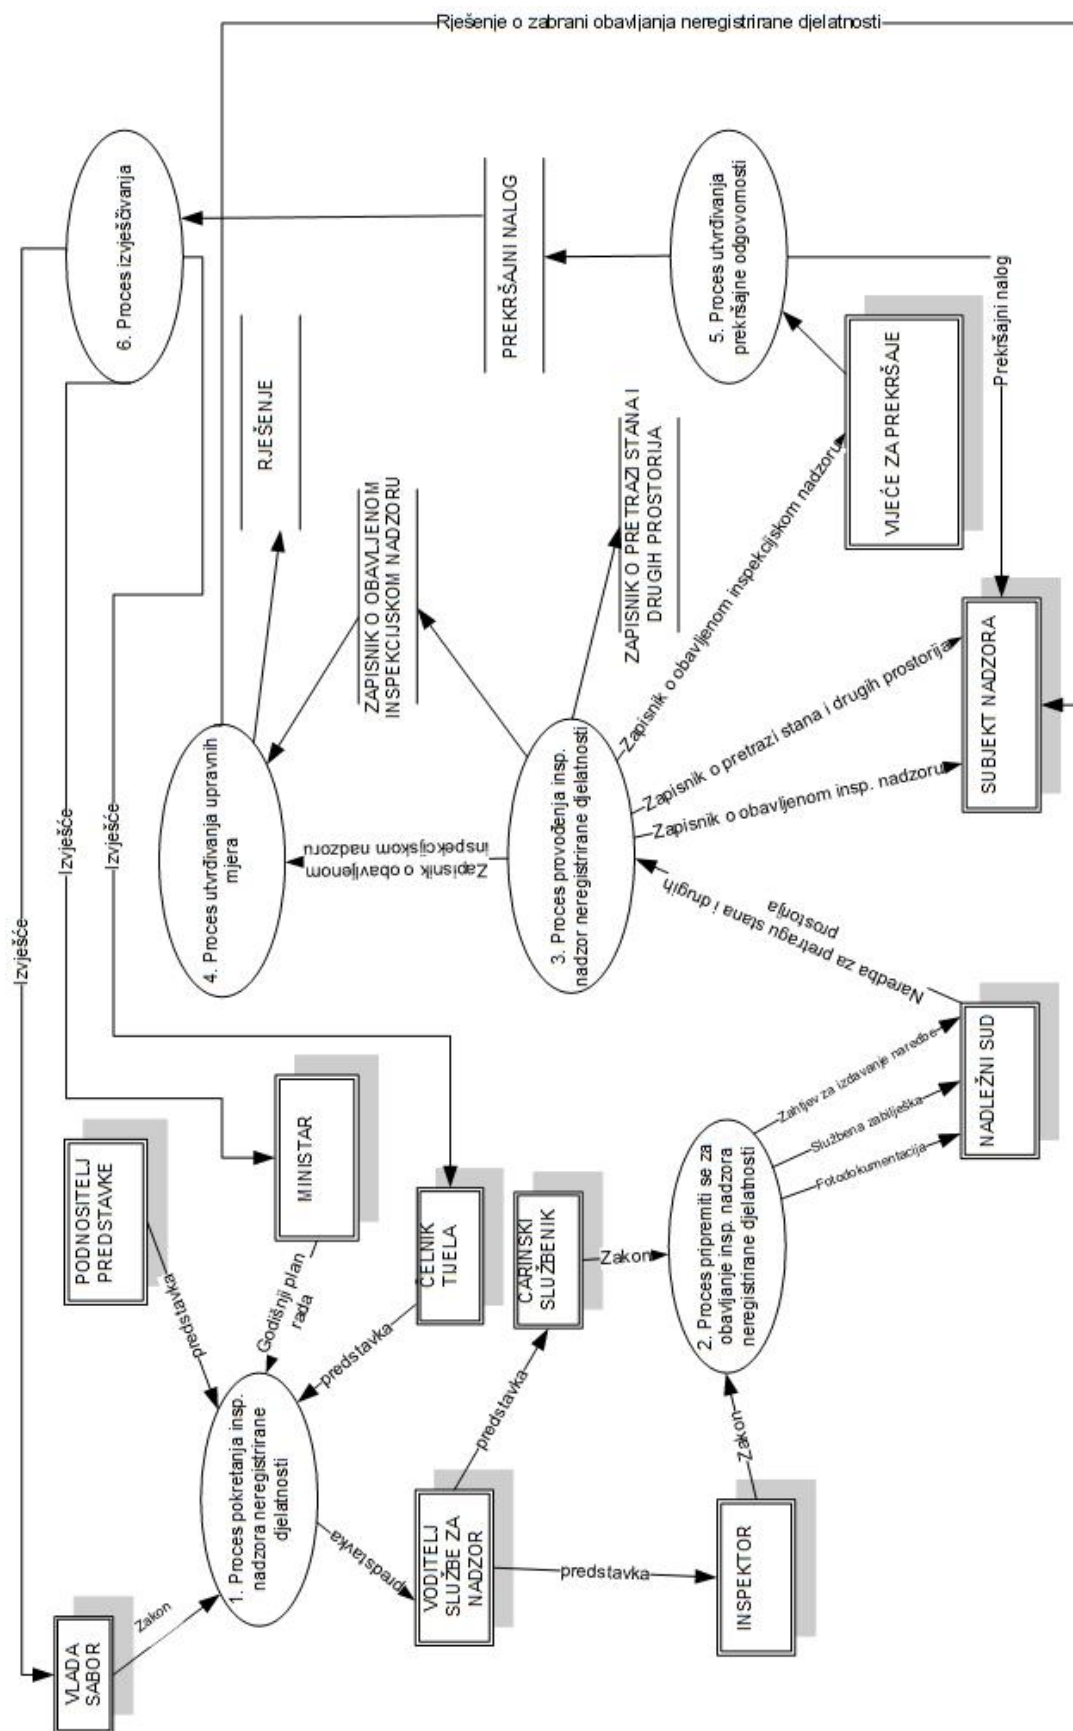 Rješenje o zabrani obavljanja neregistrirane djelatnosti
6. Proces izvješčivanja
PREKRŠAJNI NALOG
5. Proces utvrđivanja
prekršajne odgovornosti
Prekršajni nalog
RJEŠENJE
ZAPISNIK O OBAVLJENOM
INSPEKCIJSKOM NADZORU
ZAPISNIK O PRETRAZI STANA I
DRUGIH PROSTORIJA
VIJEĆE ZA PREKRŠAJE
Zapisnik o obavljenom inspekcijskom nadzoru
Zapisnik o pretrazi stana i drugih prostorija
Zapisnik o obavljenom insp. nadzoru
SUBJEKT NADZORA
4. Proces utvrđivanja upravnih
mjera
Zapisnik o obavljenom
inspekcijskom nadzoru
3. Proces provođenja insp.
nadzor neregistrirane djelatnosti
Naredba za pretragu stana i drugih
prostorija
Izvješće
Izvješće
Izvješće
PODNOSITELJ
PREDSTAVKE
MINISTAR
ČELNIK
TIJELA
CARINSKI
SLUŽBENIK
Zakon
2. Proces pripremiti se za
obavljanje insp. nadzora
neregistrirane djelatnosti
Zahtjev za izdavanje naredbe
Službena zabilješka
Fotodokumentacija
NADLEŽNI SUD
predstavka
Godišnji plan
rada
predstavka
1. Proces pokretanja insp.
nadzora neregistrirane
djelatnosti
predstavka
predstavka
VODITELJ
SLUŽBE ZA
NADZOR
predstavka
INSPEKTOR
Zakon
VLADA
SABOR
Zakon